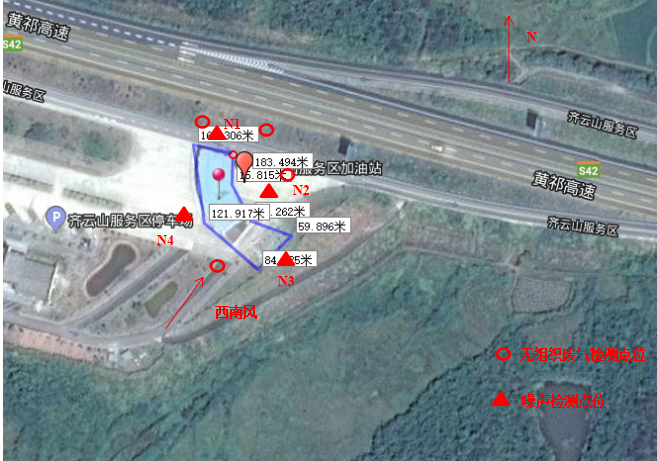 黄祁高速
S42
N
山服务区
N1
齐云山服务区
183.494米
15.815米
服务区加油站
S42
黄祁高速
N2
121.917米
.262米
P 齐云山服务区停车场
59.896米
齐云山服务区
N4
N3
西南风
无组织废气检测点位
噪声检测点位